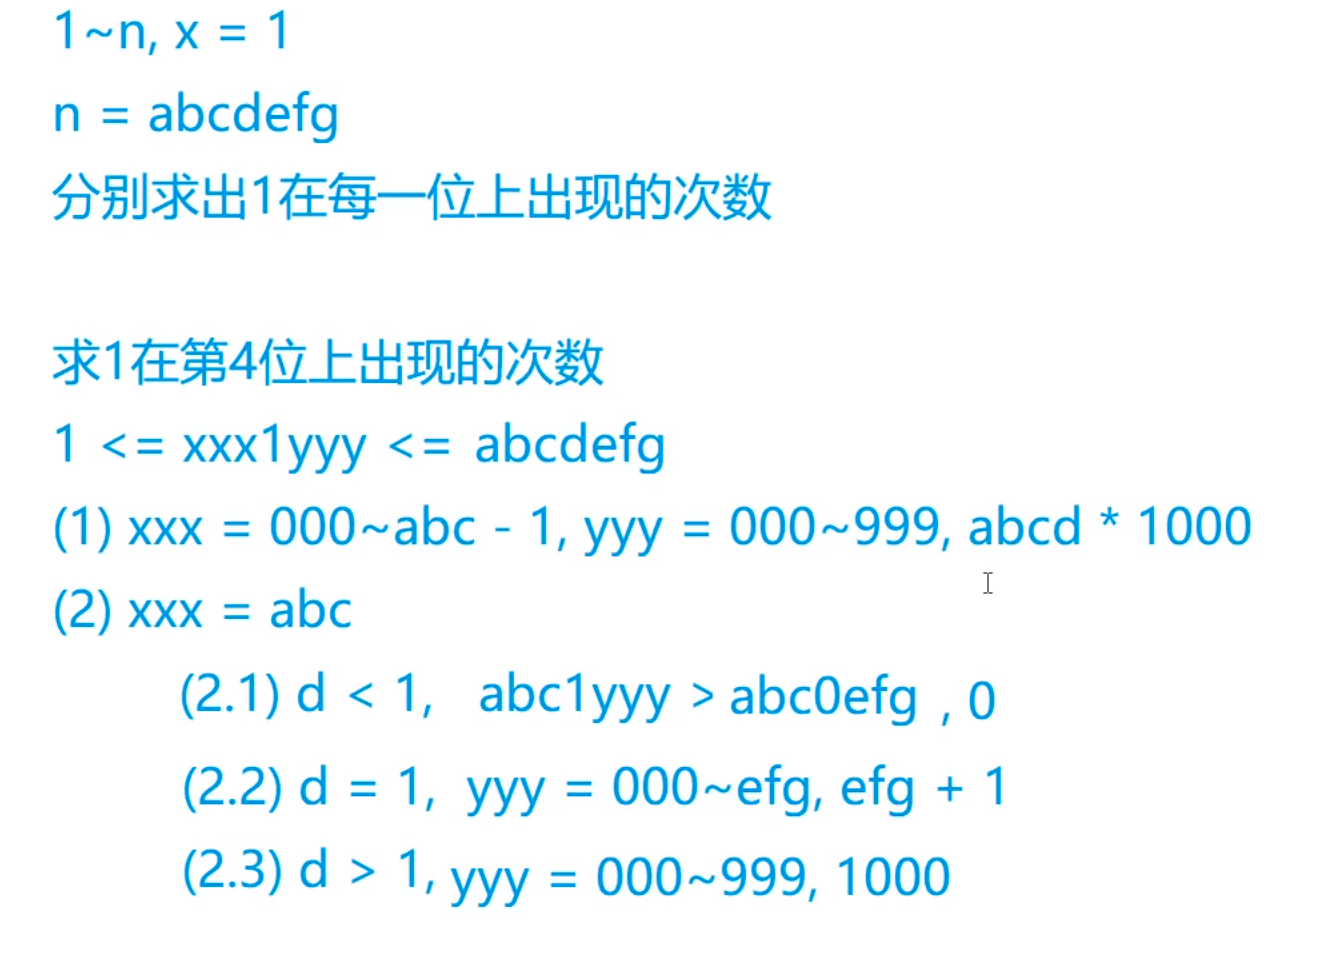 1~n, x = 1
n = abcdefg
分别求出1在每一位上出现的次数
求1在第4位上出现的次数
1 <= xxx1yyy <= abcdefg
(1) xxx = 000~abc - 1, yyy = 000~999, abcd * 1000
(2) xxx = abc
(2.1) d < 1, abc1yyy > abc0efg , 0
(2.2) d = 1, yyy = 000~efg, efg + 1
(2.3) d > 1, yyy = 000~999, 1000